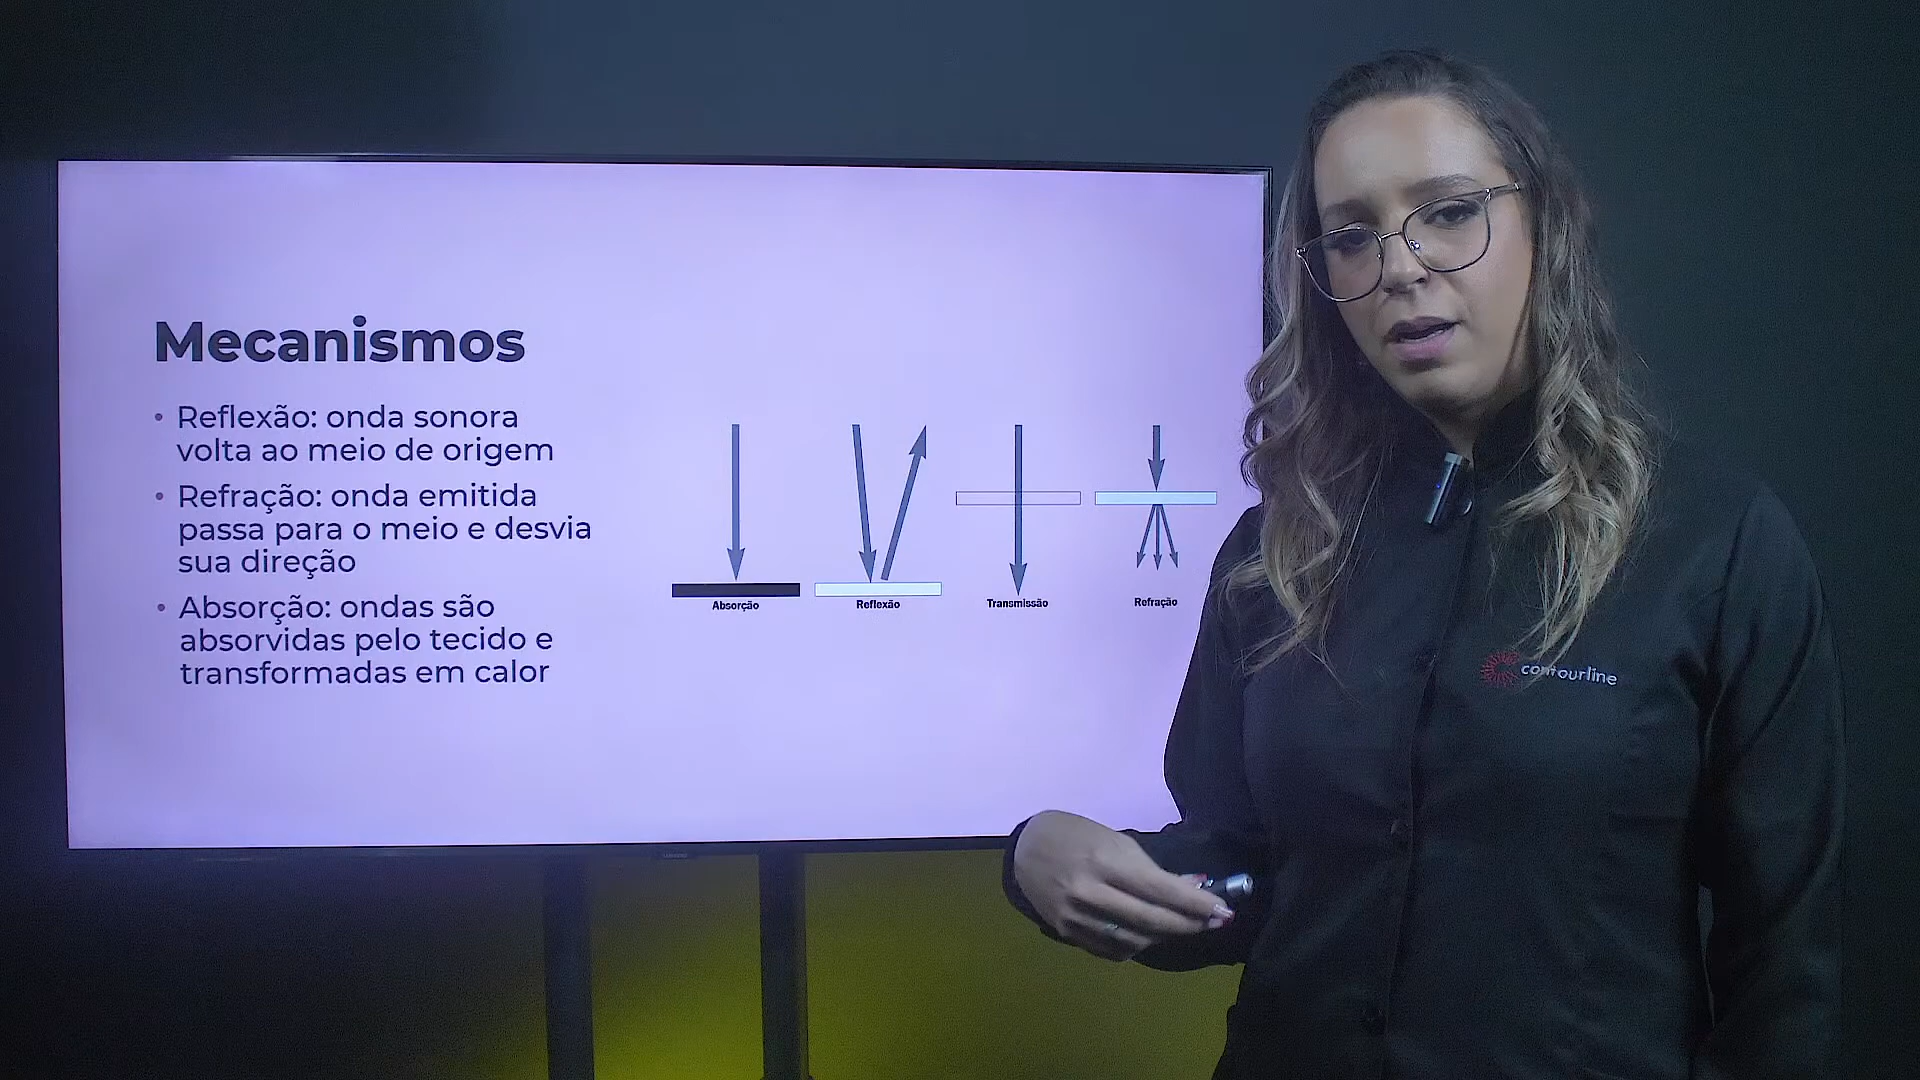 Mecanismos
• Reflexão: onda sonora
volta ao meio de origem
• Refração: onda emitida
passa para o meio e desvia
sua direção
• Absorção: ondas são
absorvidas pelo tecido e
transformadas em calor
Absorção
Reflexão
Transmissão
Refração
contourline